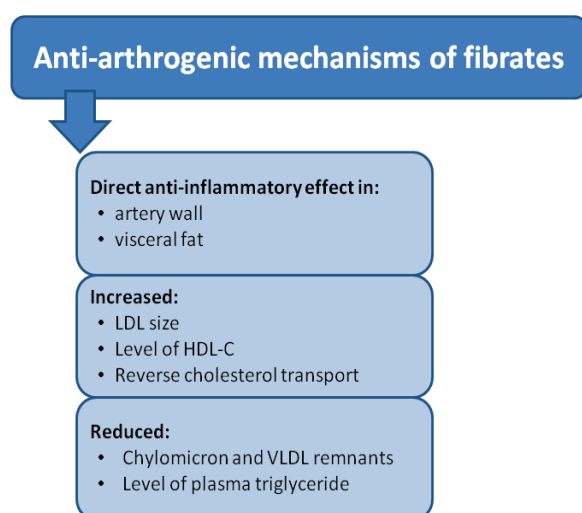 Anti-arthrogenic mechanisms of fibrates
Direct anti-inflammatory effect in:
• artery wall
• visceral fat
Increased:
• LDL size
• Level of HDL-C
• Reverse cholesterol transport
Reduced:
• Chylomicron and VLDL remnants
• Level of plasma triglyceride